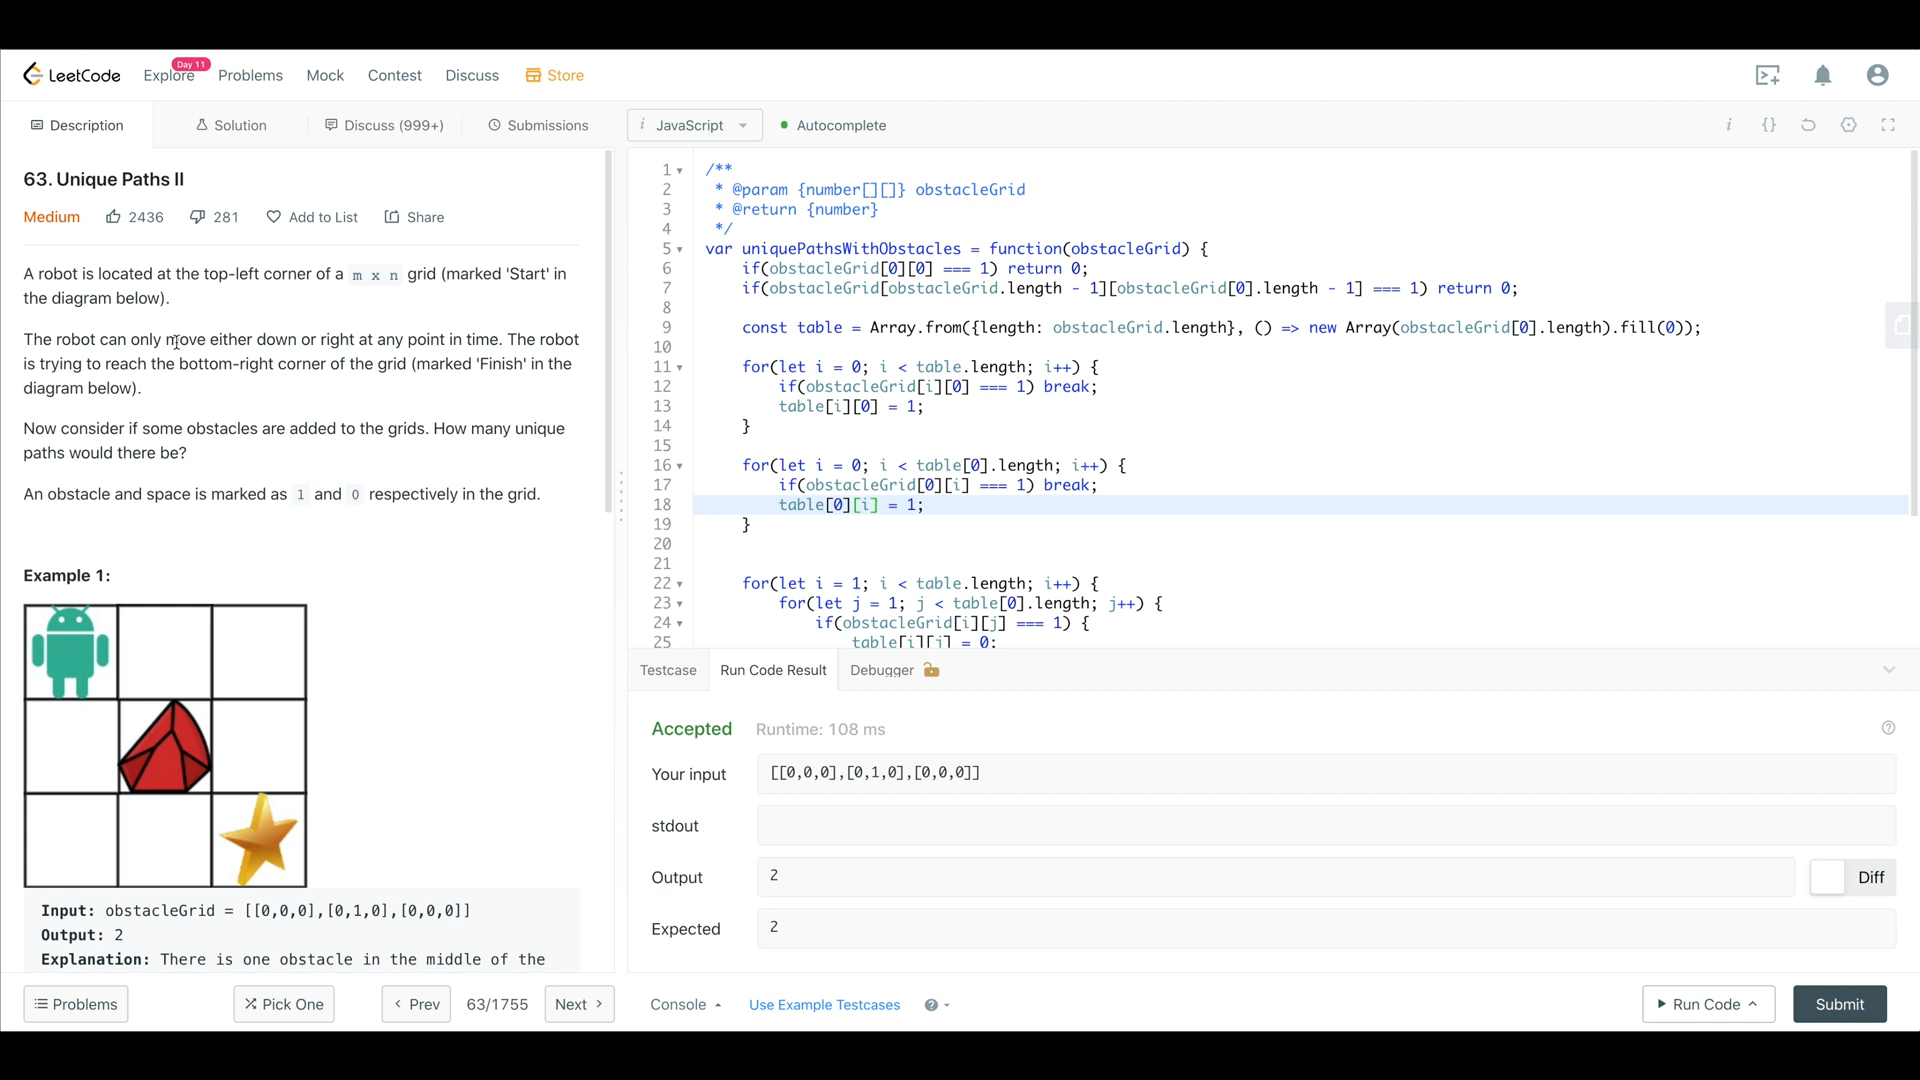 LeetCode
Explore
Day 11
Problems
Mock
Contest
Discuss
Store
Description
Solution
Discuss (999+)
Submissions
i JavaScript
Autocomplete
63. Unique Paths II
Medium
2436
281
Add to List
Share
A robot is located at the top-left corner of a m x n grid (marked 'Start' in
the diagram below).
The robot can only move either down or right at any point in time. The robot
is trying to reach the bottom-right corner of the grid (marked 'Finish' in the
diagram below).
Now consider if some obstacles are added to the grids. How many unique
paths would there be?
An obstacle and space is marked as 1 and 0 respectively in the grid.
Example 1:
Input: obstacleGrid = [[0,0,0],[0,1,0],[0,0,0]]
Output: 2
Explanation: There is one obstacle in the middle of the
1 /**
2 * @param {number[][]} obstacleGrid
3 * @return {number}
4 */
5 var uniquePathsWithObstacles = function(obstacleGrid) {
6 if(obstacleGrid[0][0] === 1) return 0;
7 if(obstacleGrid[obstacleGrid.length - 1][obstacleGrid[0].length - 1] === 1) return 0;
8
9 const table = Array.from({length: obstacleGrid.length}, () => new Array(obstacleGrid[0].length).fill(0));
10
11 for(let i = 0; i < table.length; i++) {
12 if(obstacleGrid[i][0] === 1) break;
13 table[i][0] = 1;
14 }
15
16 for(let i = 0; i < table[0].length; i++) {
17 if(obstacleGrid[0][i] === 1) break;
18 table[0][i] = 1;
19 }
20
21
22 for(let i = 1; i < table.length; i++) {
23 for(let j = 1; j < table[0].length; j++) {
24 if(obstacleGrid[i][j] === 1) {
25 table[i][j] = 0;
Testcase
Run Code Result
Debugger
Accepted
Runtime: 108 ms
Your input
[[0,0,0],[0,1,0],[0,0,0]]
stdout
Output
2
Diff
Expected
2
Problems
Pick One
Prev
63/1755
Next
Console
Use Example Testcases
Run Code
Submit